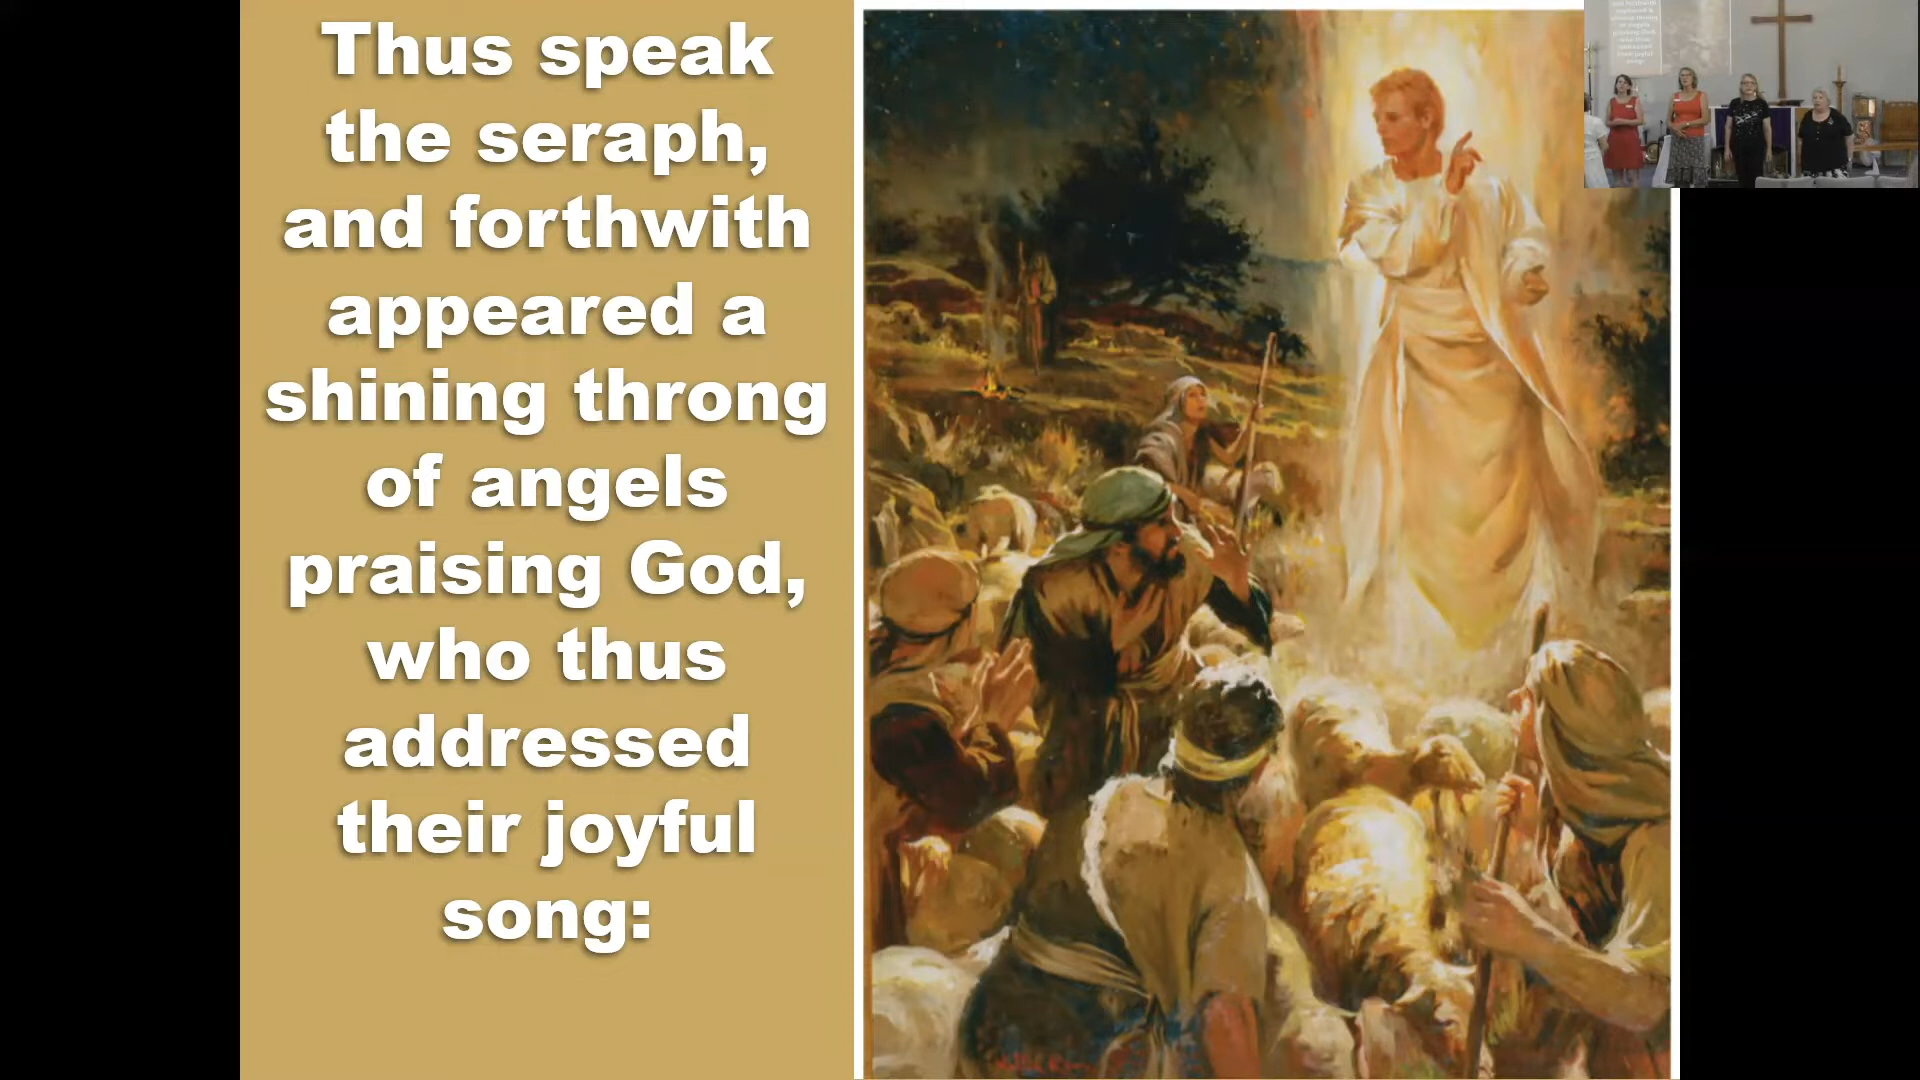 Thus speak
the seraph,
and forthwith
appeared a
shining throng
of angels
praising God,
who thus
addressed
their joyful
song: